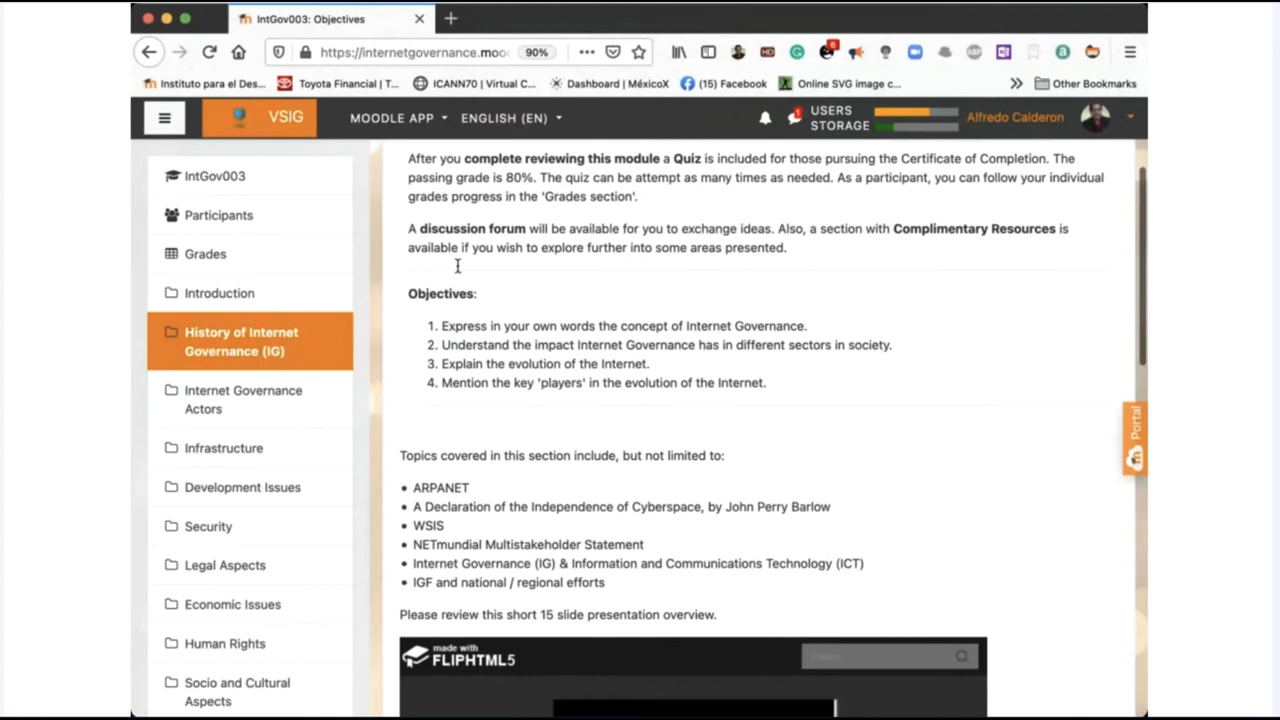 IntGov003: Objectives
https://internetgovernance.moo
90%
6
Instituto para el Des...
Toyota Financial | T...
ICANN70 | Virtual C...
Dashboard | MéxicoX
(15) Facebook
Online SVG image c...
Other Bookmarks
VSIG
MOODLE APP
ENGLISH (EN)
1
USERS
STORAGE
Alfredo Calderon
IntGov003
Participants
Grades
Introduction
History of Internet
Governance (IG)
Internet Governance
Actors
Infrastructure
Development Issues
Security
Legal Aspects
Economic Issues
Human Rights
Socio and Cultural
Aspects
After you complete reviewing this module a Quiz is included for those pursuing the Certificate of Completion. The
passing grade is 80%. The quiz can be attempt as many times as needed. As a participant, you can follow your individual
grades progress in the 'Grades section'.
A discussion forum will be available for you to exchange ideas. Also, a section with Complimentary Resources is
available if you wish to explore further into some areas presented.
Objectives:
1. Express in your own words the concept of Internet Governance.
2. Understand the impact Internet Governance has in different sectors in society.
3. Explain the evolution of the Internet.
4. Mention the key 'players' in the evolution of the Internet.
Topics covered in this section include, but not limited to:
• ARPANET
• A Declaration of the Independence of Cyberspace, by John Perry Barlow
• WSIS
• NETmundial Multistakeholder Statement
• Internet Governance (IG) & Information and Communications Technology (ICT)
• IGF and national / regional efforts
Please review this short 15 slide presentation overview.
made with
FLIPHTML5
Portal